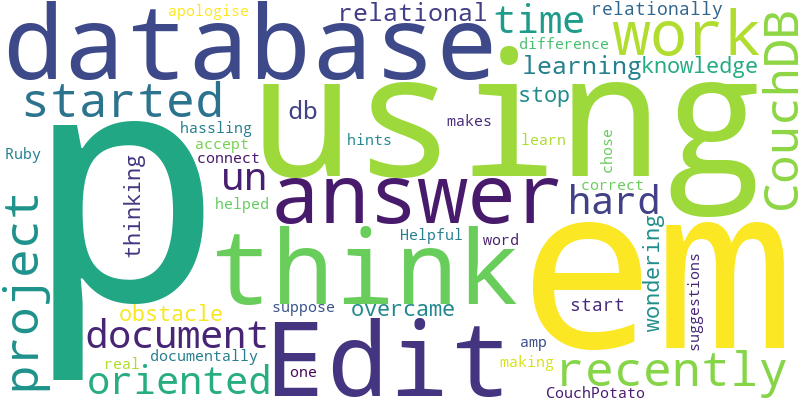 apologise
relational
time
relationally
database
difference
work
CouchDB
learning
knowledge
started
using
stop
db
hassling
hints
makes
learn
Ruby
accept
connect
thinking
p
un
answer
chose
correct
hard
helped
project
think
Helpful
word
em
wondering
suggestions
obstacle
suppose
overcame
start
document
Edit
documentally
amp
recently
real
one
making
oriented
CouchPotato